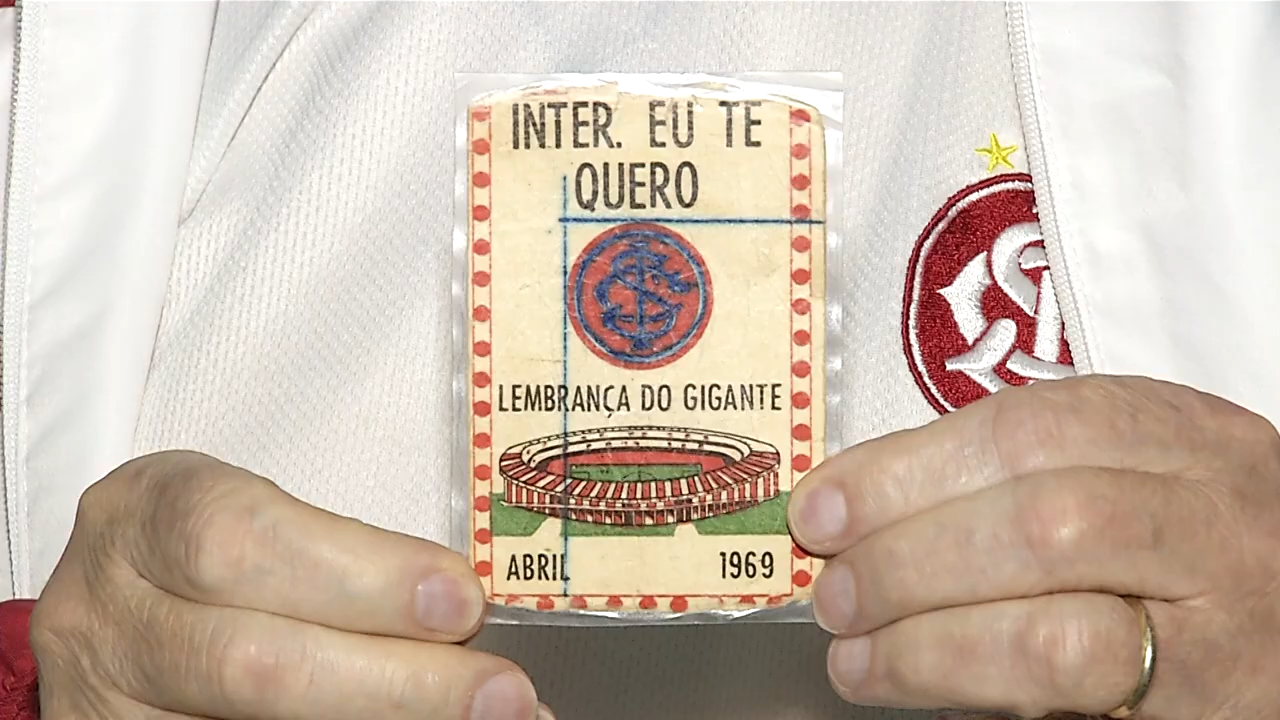 INTER. EU TE
QUERO
LEMBRANÇA DO GIGANTE
ABRIL 1969